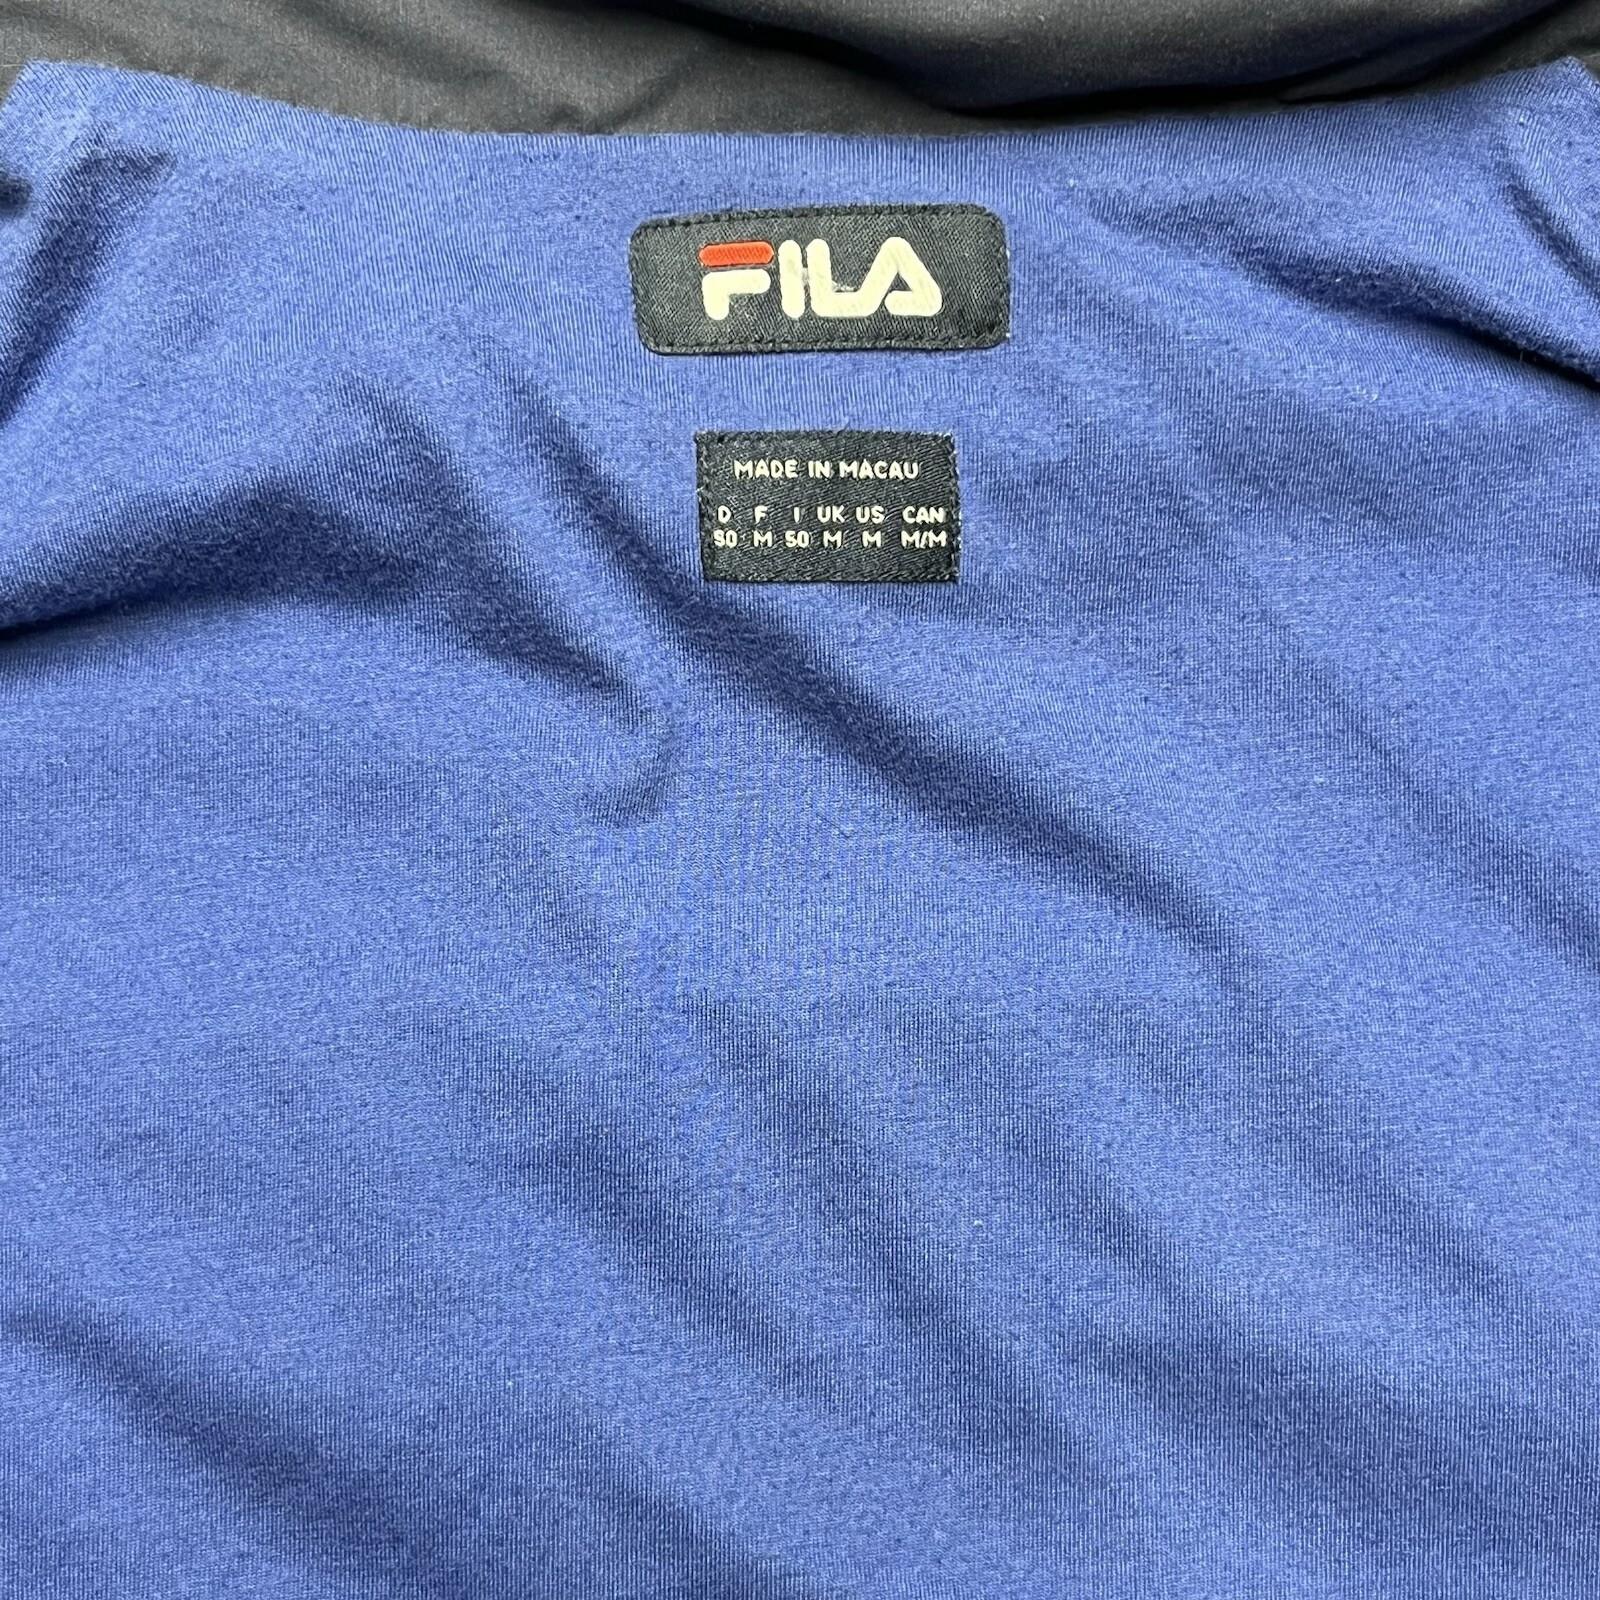 FILA
MADE IN MACAU
D F I UK US CAN
50 M 50 M M M/M